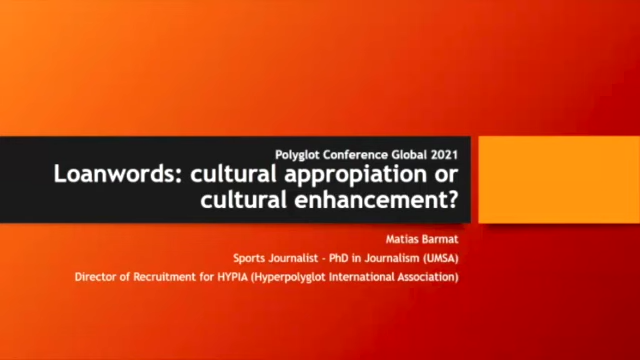 Polyglot Conference Global 2021
Loanwords: cultural appropiation or
cultural enhancement?
Matias Barmat
Sports Journalist - PhD in Journalism (UMSA)
Director of Recruitment for HYPIA (Hyperpolyglot International Association)